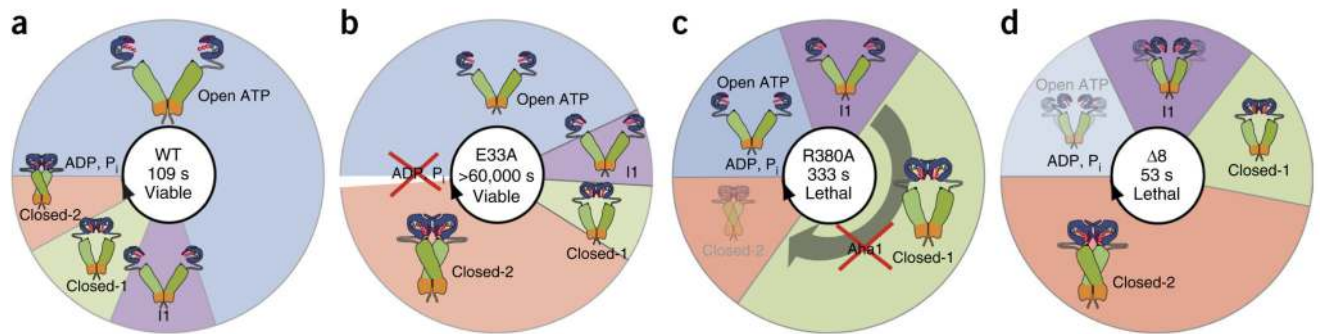 a
Open ATP
WT
109 s
Viable
ADP, Pi
Closed-2
Closed-1
I1
b
Open ATP
E33A
>60,000 s
Viable
ADP, Pi
I1
Closed-1
Closed-2
c
I1
Open ATP
R380A
333 s
Lethal
ADP, Pi
Closed-2
Aha1
Closed-1
d
I1
Open ATP
Δ8
53 s
Lethal
ADP, Pi
Closed-1
Closed-2